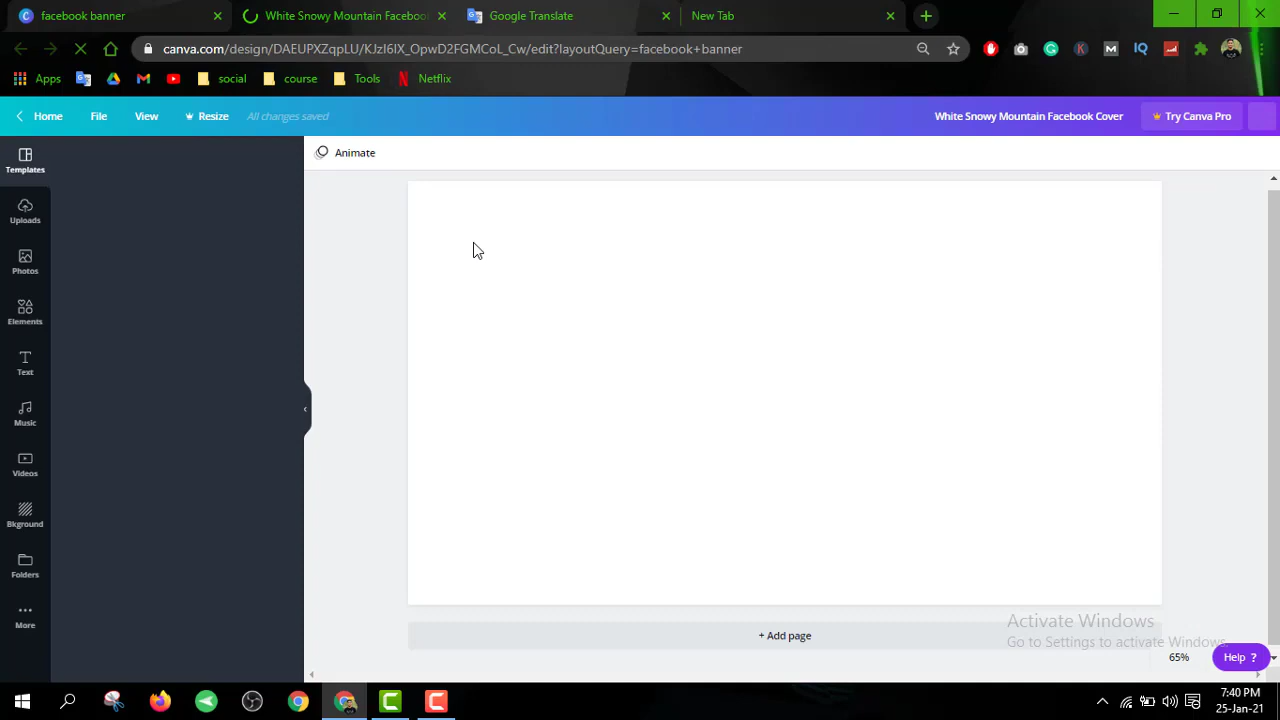 facebook banner
White Snowy Mountain Facebo
Google Translate
New Tab
canva.com/design/DAEUPXZqpLU/KJzI6IX_OpwD2FGMCoL_Cw/edit?layoutQuery=facebook+banner
Apps social course Tools Netflix
Home File View Resize All changes saved White Snowy Mountain Facebook Cover Try Canva Pro
Animate
Templates
Uploads
Photos
Elements
Text
Music
Videos
Bkground
Folders
More
+ Add page
Activate Windows
Go to Settings to activate Windows.
65% Help ?
7:40 PM
25-Jan-21